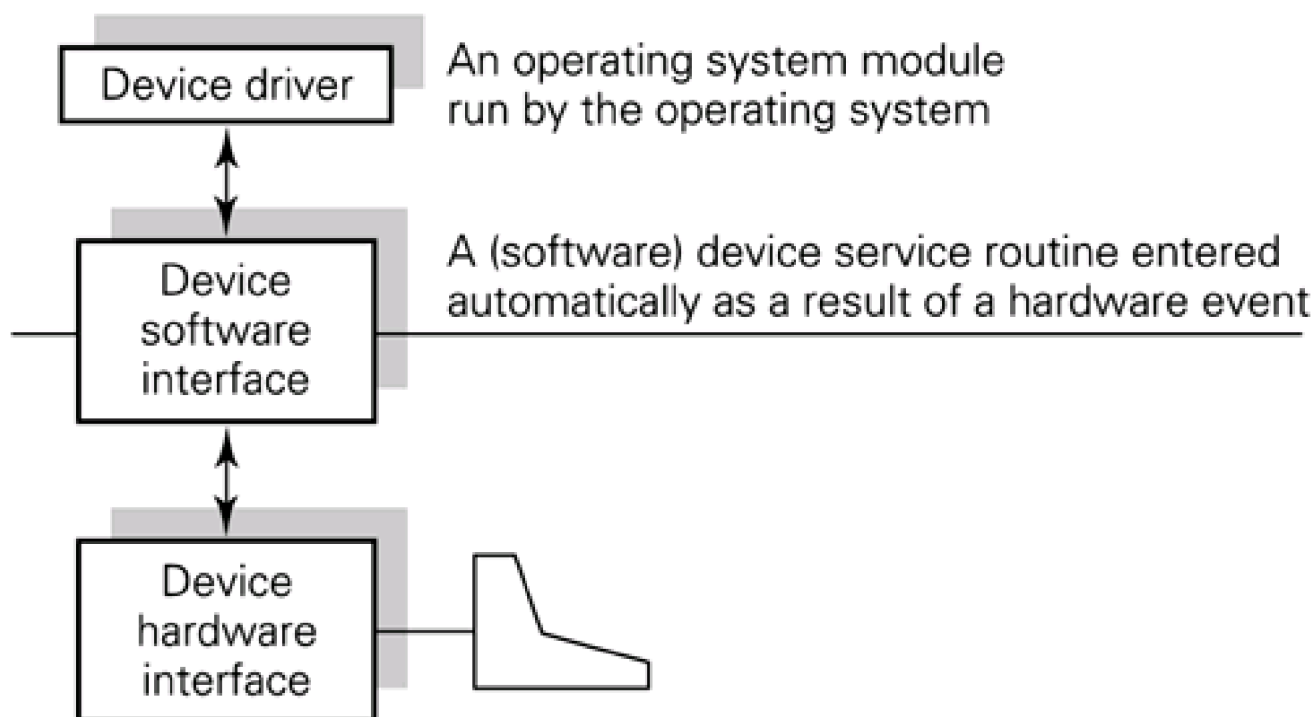 Device driver
An operating system module
run by the operating system
Device
software
interface
A (software) device service routine entered
automatically as a result of a hardware event
Device
hardware
interface